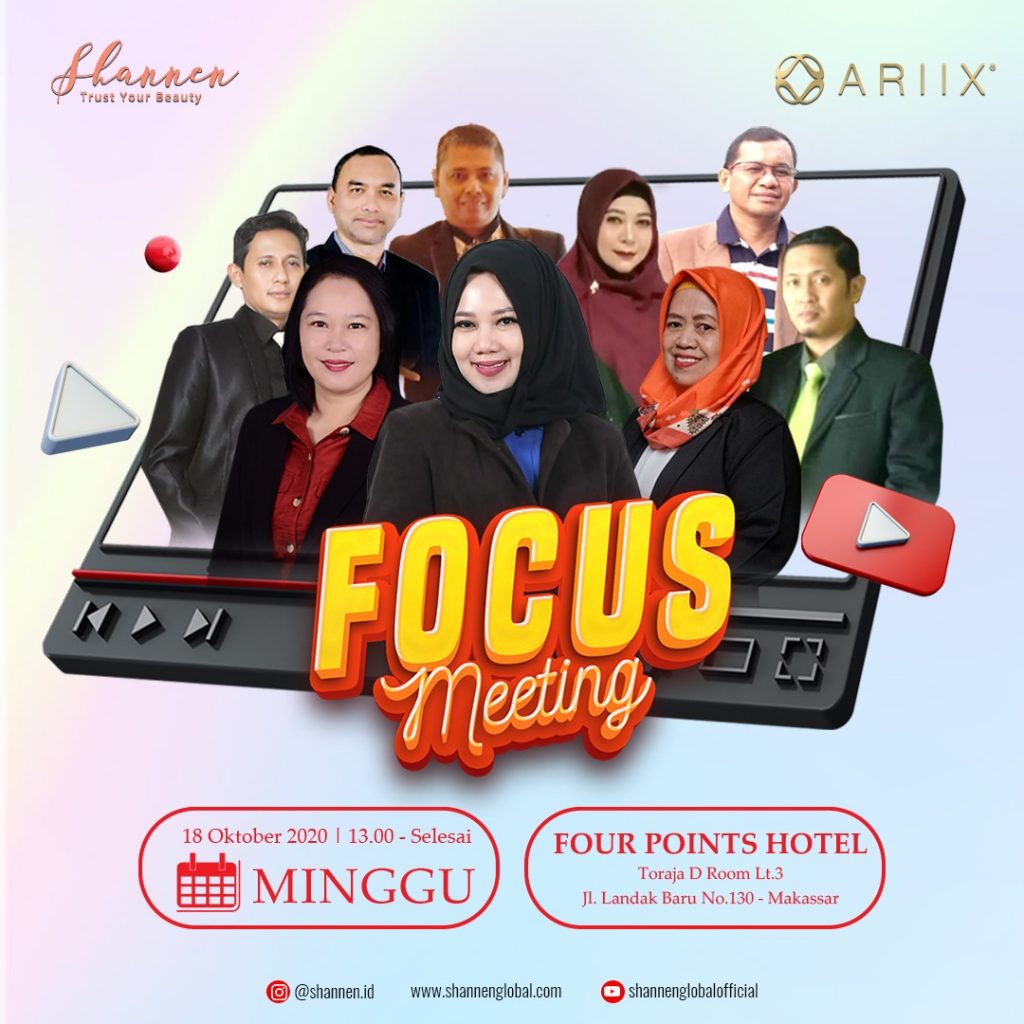 Shannen
Trust Your Beauty
ARIIX®
FOCUS
Meeting
18 Oktober 2020 | 13.00 - Selesai
MINGGU
FOUR POINTS HOTEL
Toraja D Room Lt.3
Jl. Landak Baru No.130 - Makassar
@shannen.id www.shannenglobal.com shannenglobalofficial